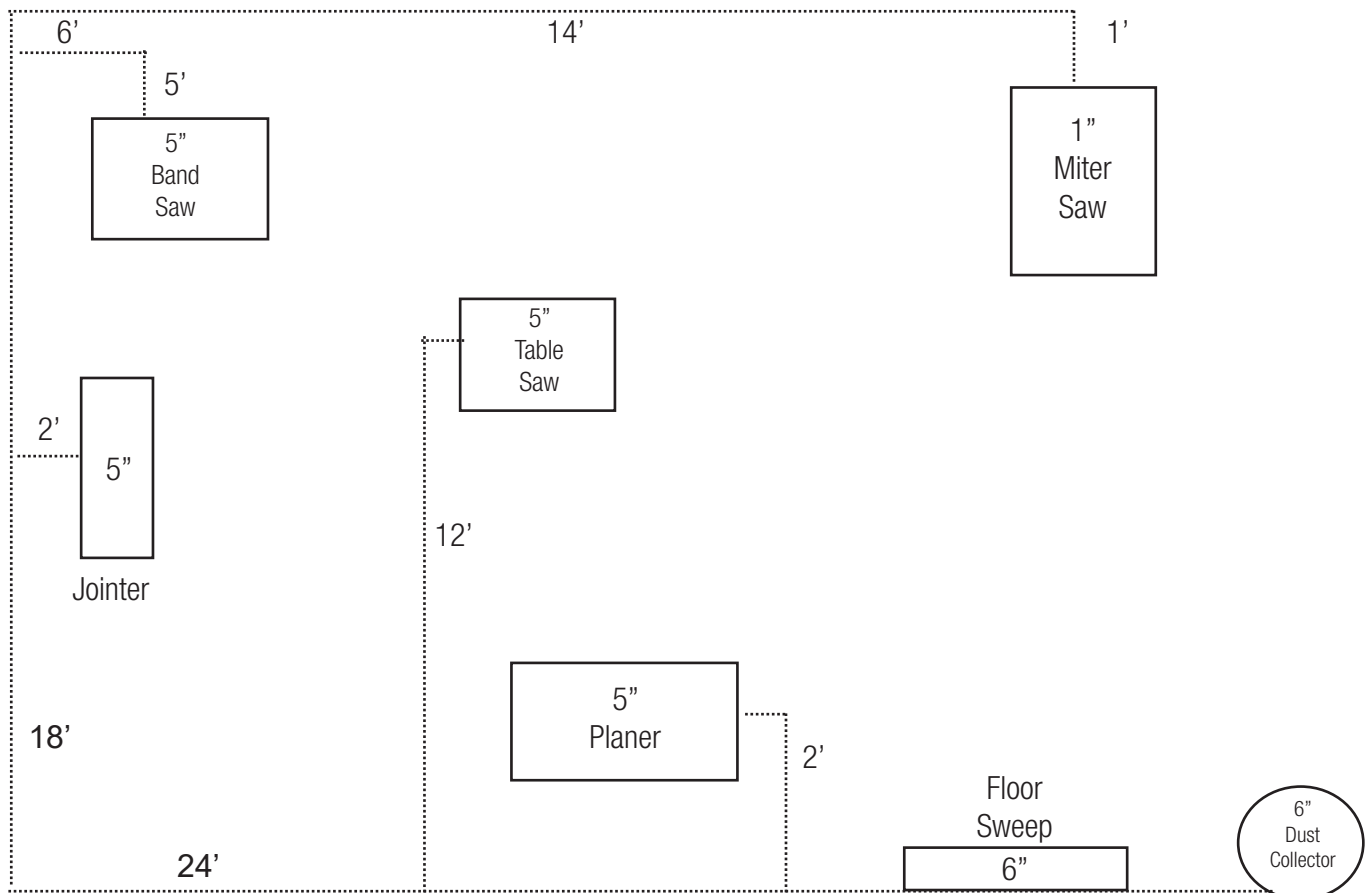 6’
14’
1’
5’
5”
Band
Saw
1”
Miter
Saw
5”
Table
Saw
2’
5”
Jointer
12’
5”
Planer
2’
18’
Floor
Sweep
6”
6”
Dust
Collector
24’